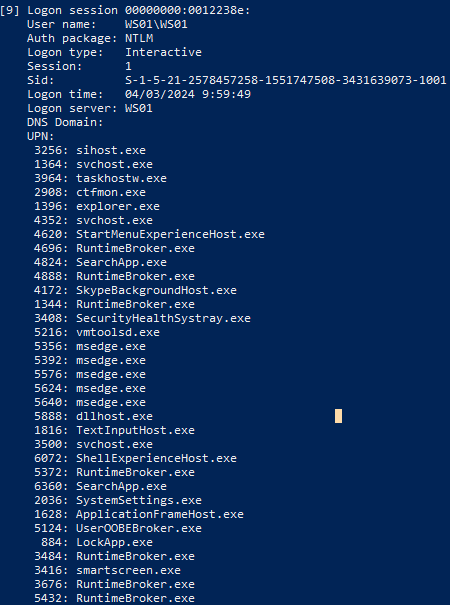 [9] Logon session 00000000:0012238e:
User name: WS01\WS01
Auth package: NTLM
Logon type: Interactive
Session: 1
Sid: S-1-5-21-2578457258-1551747508-3431639073-1001
Logon time: 04/03/2024 9:59:49
Logon server: WS01
DNS Domain:
UPN:
3256: sihost.exe
1364: svchost.exe
3964: taskhostw.exe
2908: ctfmon.exe
1396: explorer.exe
4352: svchost.exe
4620: StartMenuExperienceHost.exe
4696: RuntimeBroker.exe
4824: SearchApp.exe
4888: RuntimeBroker.exe
4172: SkypeBackgroundHost.exe
1344: RuntimeBroker.exe
3408: SecurityHealthSystray.exe
5216: vmtoolsd.exe
5356: msedge.exe
5392: msedge.exe
5576: msedge.exe
5624: msedge.exe
5640: msedge.exe
5888: dllhost.exe
1816: TextInputHost.exe
3500: svchost.exe
6072: ShellExperienceHost.exe
5372: RuntimeBroker.exe
6360: SearchApp.exe
2036: SystemSettings.exe
1628: ApplicationFrameHost.exe
5124: UserOOBEBroker.exe
884: LockApp.exe
3484: RuntimeBroker.exe
3416: smartscreen.exe
3676: RuntimeBroker.exe
5432: RuntimeBroker.exe